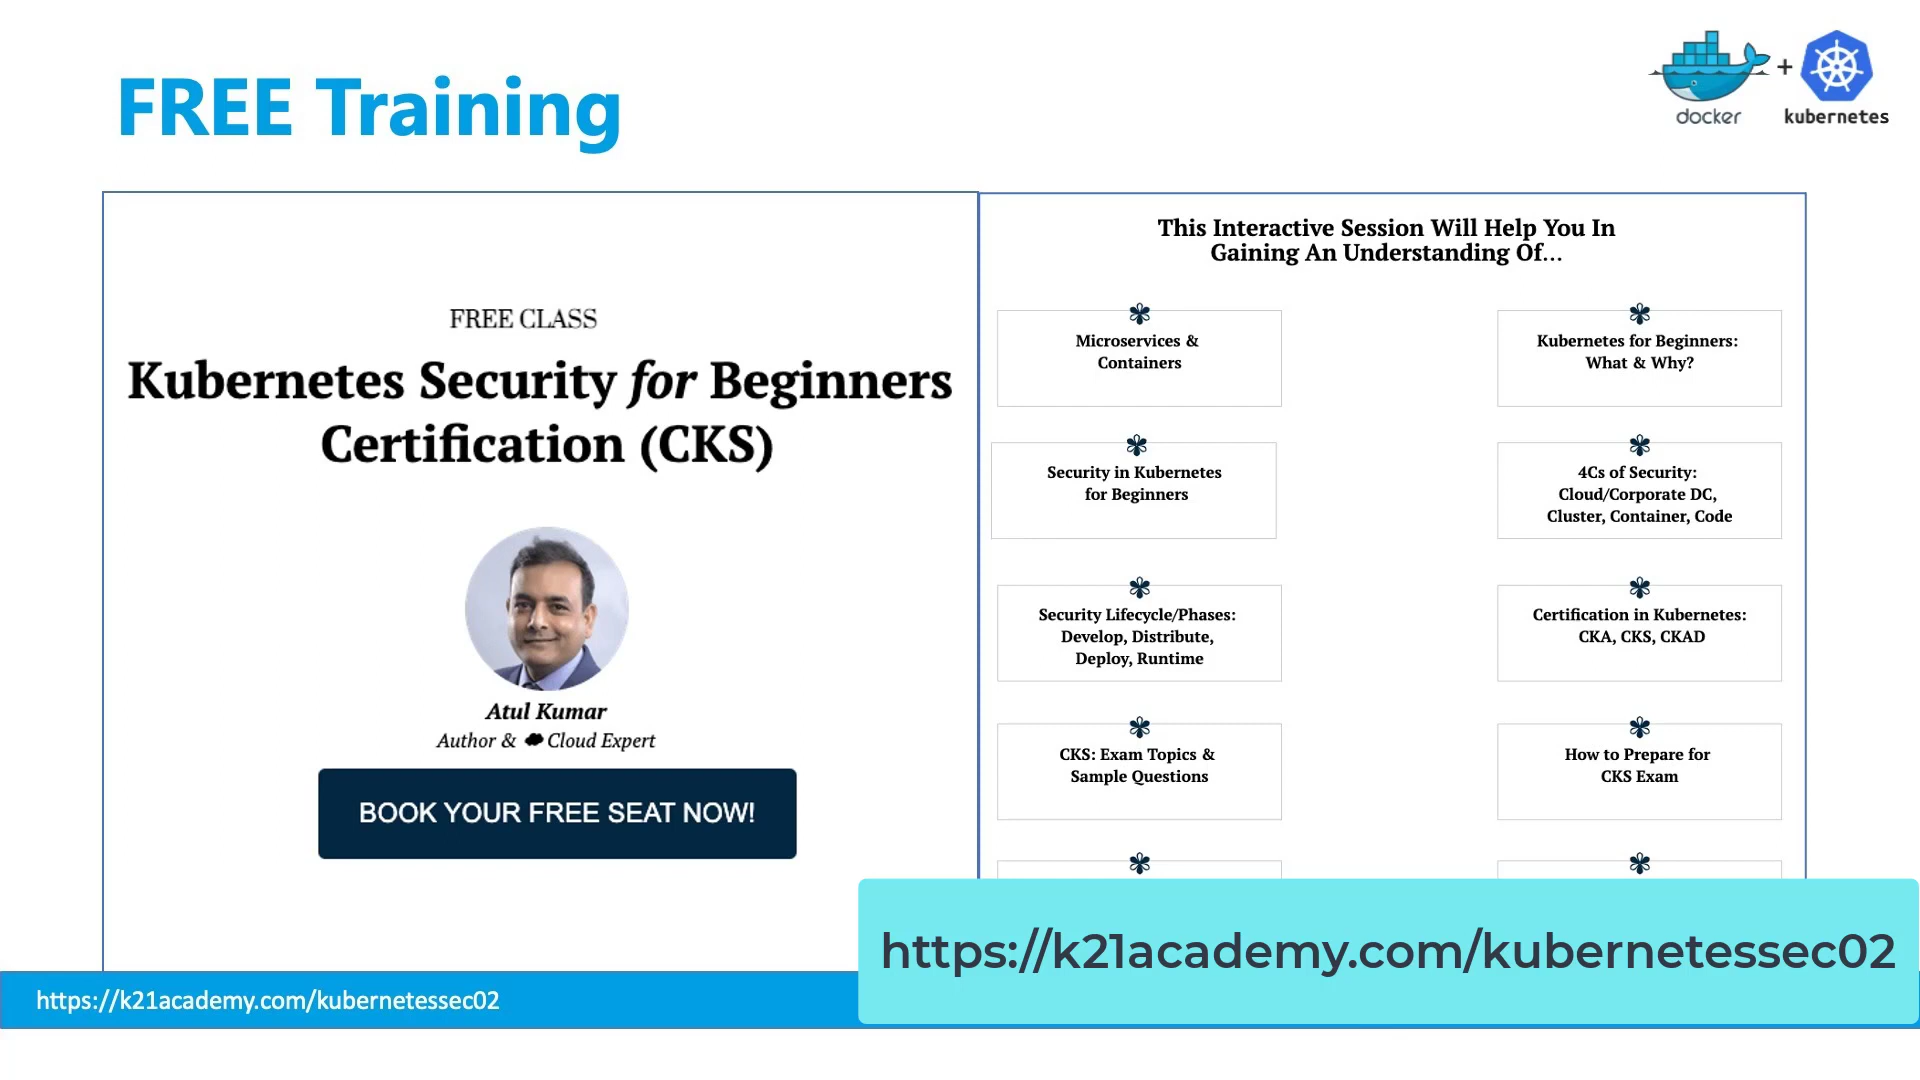 FREE Training
docker
+
kubernetes
FREE CLASS
Kubernetes Security for Beginners
Certification (CKS)
Atul Kumar
Author & Cloud Expert
BOOK YOUR FREE SEAT NOW!
This Interactive Session Will Help You In
Gaining An Understanding Of...
Microservices &
Containers
Kubernetes for Beginners:
What & Why?
Security in Kubernetes
for Beginners
4Cs of Security:
Cloud/Corporate DC,
Cluster, Container, Code
Security Lifecycle/Phases:
Develop, Distribute,
Deploy, Runtime
Certification in Kubernetes:
CKA, CKS, CKAD
CKS: Exam Topics &
Sample Questions
How to Prepare for
CKS Exam
https://k21academy.com/kubernetessec02
https://k21academy.com/kubernetessec02